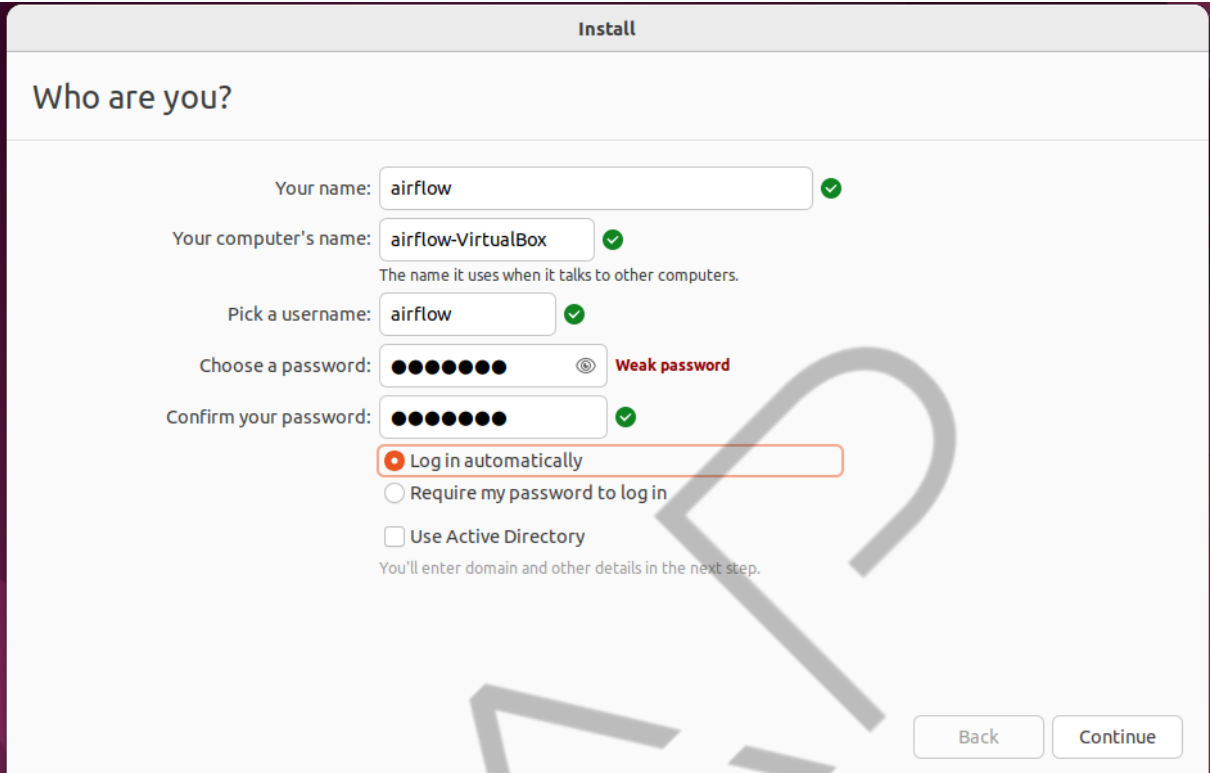 Install
Who are you?
Your name: airflow
Your computer's name: airflow-VirtualBox
The name it uses when it talks to other computers.
Pick a username: airflow
Choose a password: ●●●●●●● Weak password
Confirm your password: ●●●●●●●
Log in automatically
Require my password to log in
Use Active Directory
You'll enter domain and other details in the next step.
Back Continue